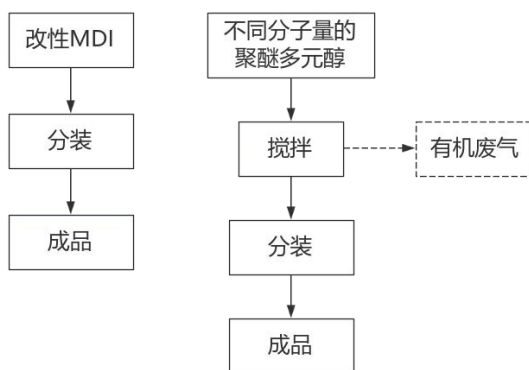 改性MDI
分装
成品
不同分子量的
聚醚多元醇
搅拌
有机废气
分装
成品